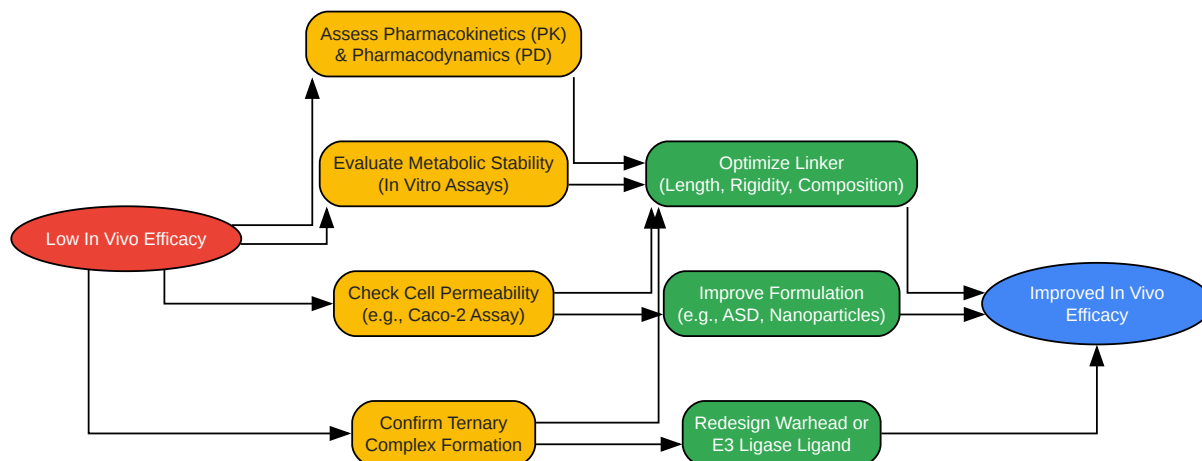 Assess Pharmacokinetics (PK)
& Pharmacodynamics (PD)
Evaluate Metabolic Stability
(In Vitro Assays)
Optimize Linker
(Length, Rigidity, Composition)
Low In Vivo Efficacy
Check Cell Permeability
(e.g., Caco-2 Assay)
Improve Formulation
(e.g., ASD, Nanoparticles)
Improved In Vivo
Efficacy
Confirm Ternary
Complex Formation
Redesign Warhead or
E3 Ligase Ligand